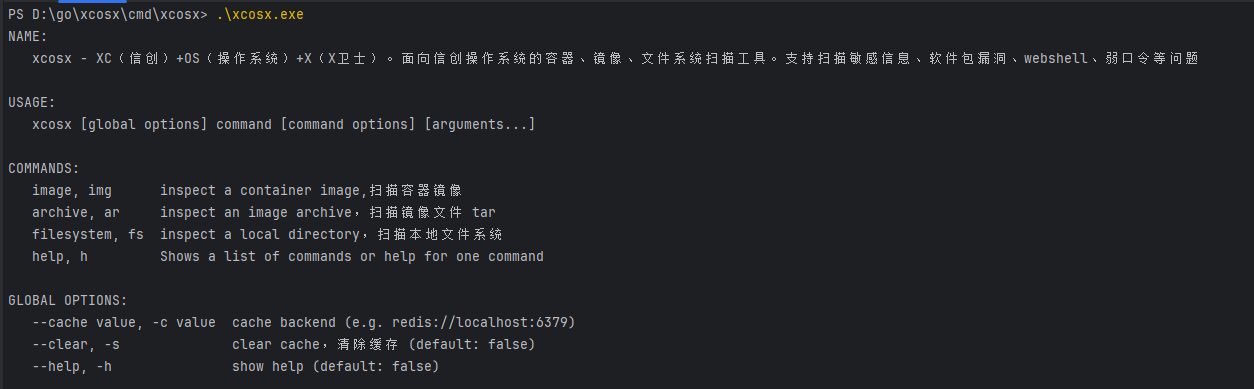 PS D:\go\xcosx\cmd\xcosx> .\xcosx.exe
NAME:
xcosx - XC（信创）+OS（操作系统）+X（X卫士）。面向信创操作系统的容器、镜像、文件系统扫描工具。支持扫描敏感信息、软件包漏洞、webshell、弱口令等问题
USAGE:
xcosx [global options] command [command options] [arguments...]
COMMANDS:
image, img      inspect a container image,扫描容器镜像
archive, ar     inspect an image archive，扫描镜像文件 tar
filesystem, fs  inspect a local directory，扫描本地文件系统
help, h         Shows a list of commands or help for one command
GLOBAL OPTIONS:
--cache value, -c value  cache backend (e.g. redis://localhost:6379)
--clear, -s              clear cache，清除缓存 (default: false)
--help, -h               show help (default: false)